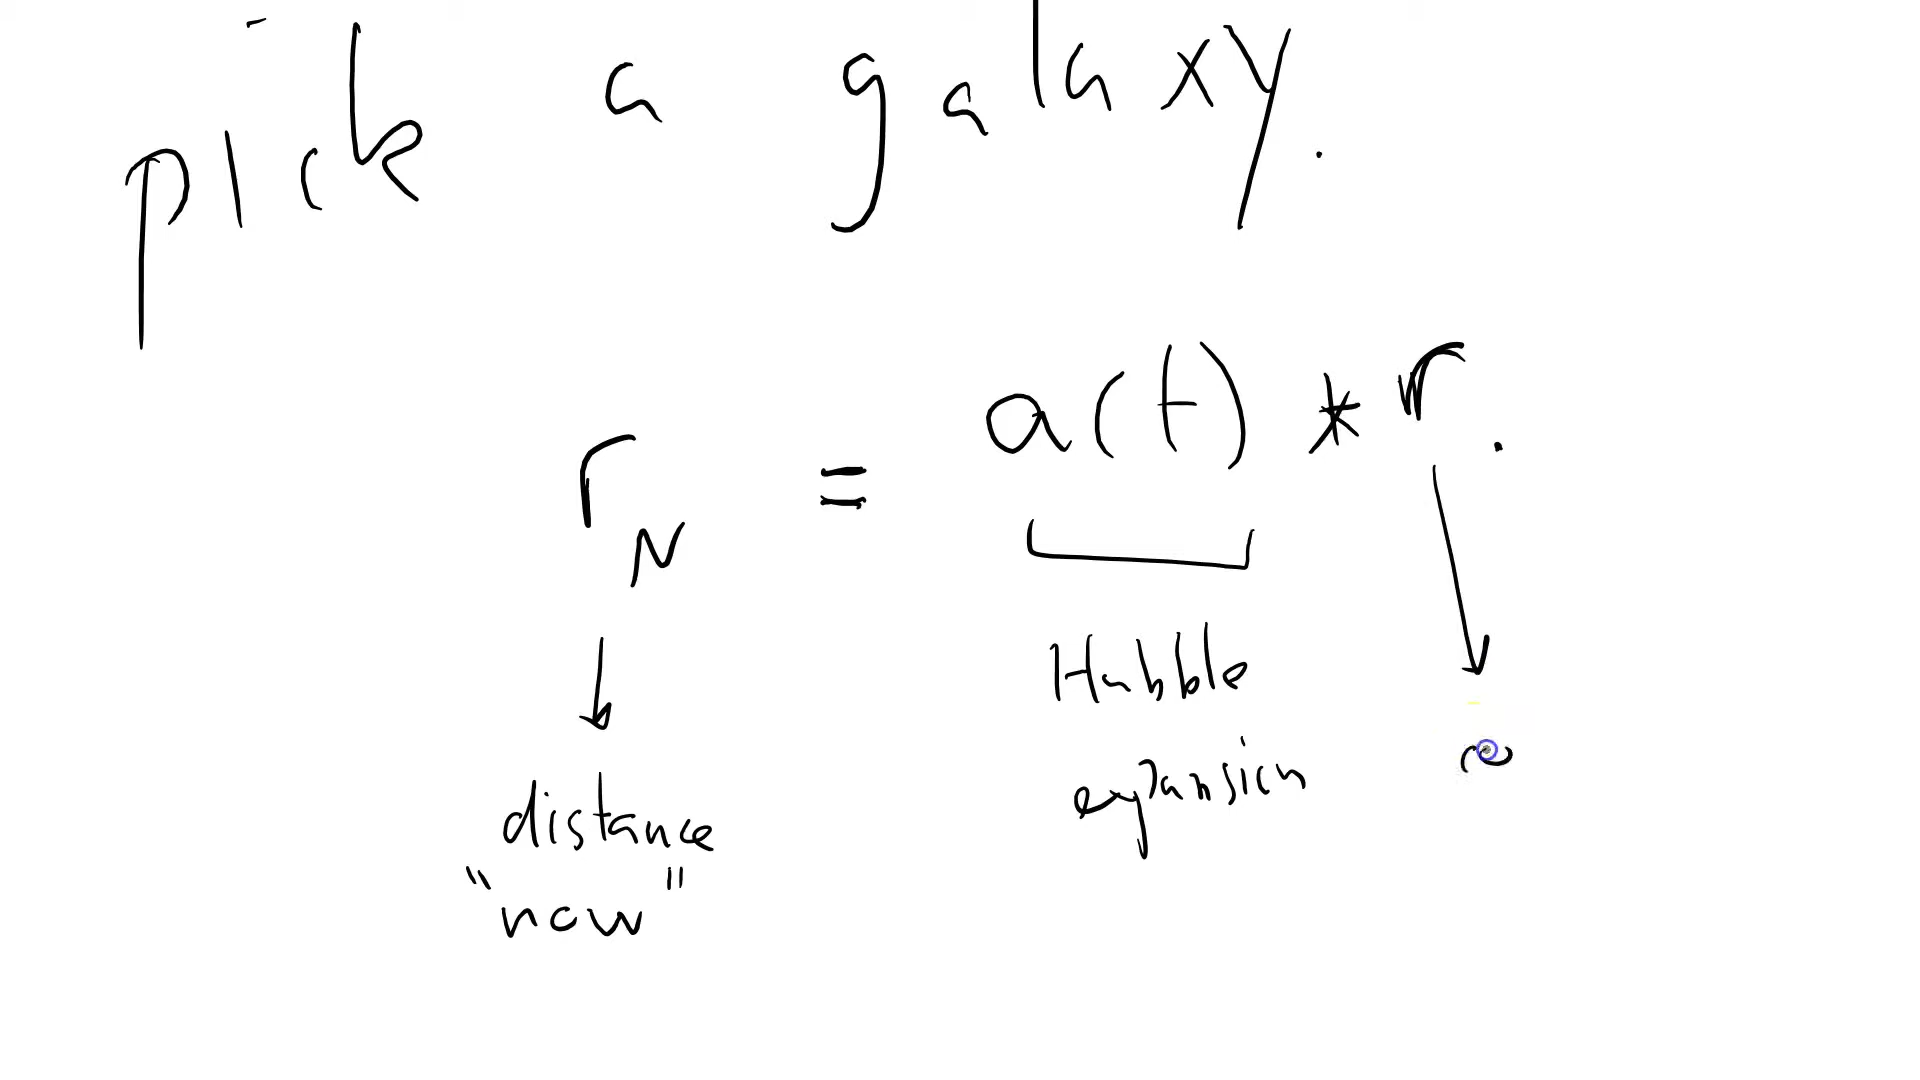 pick a galaxy.
r_N = a(t) * r.
Hubble
expansion
distance
"now"